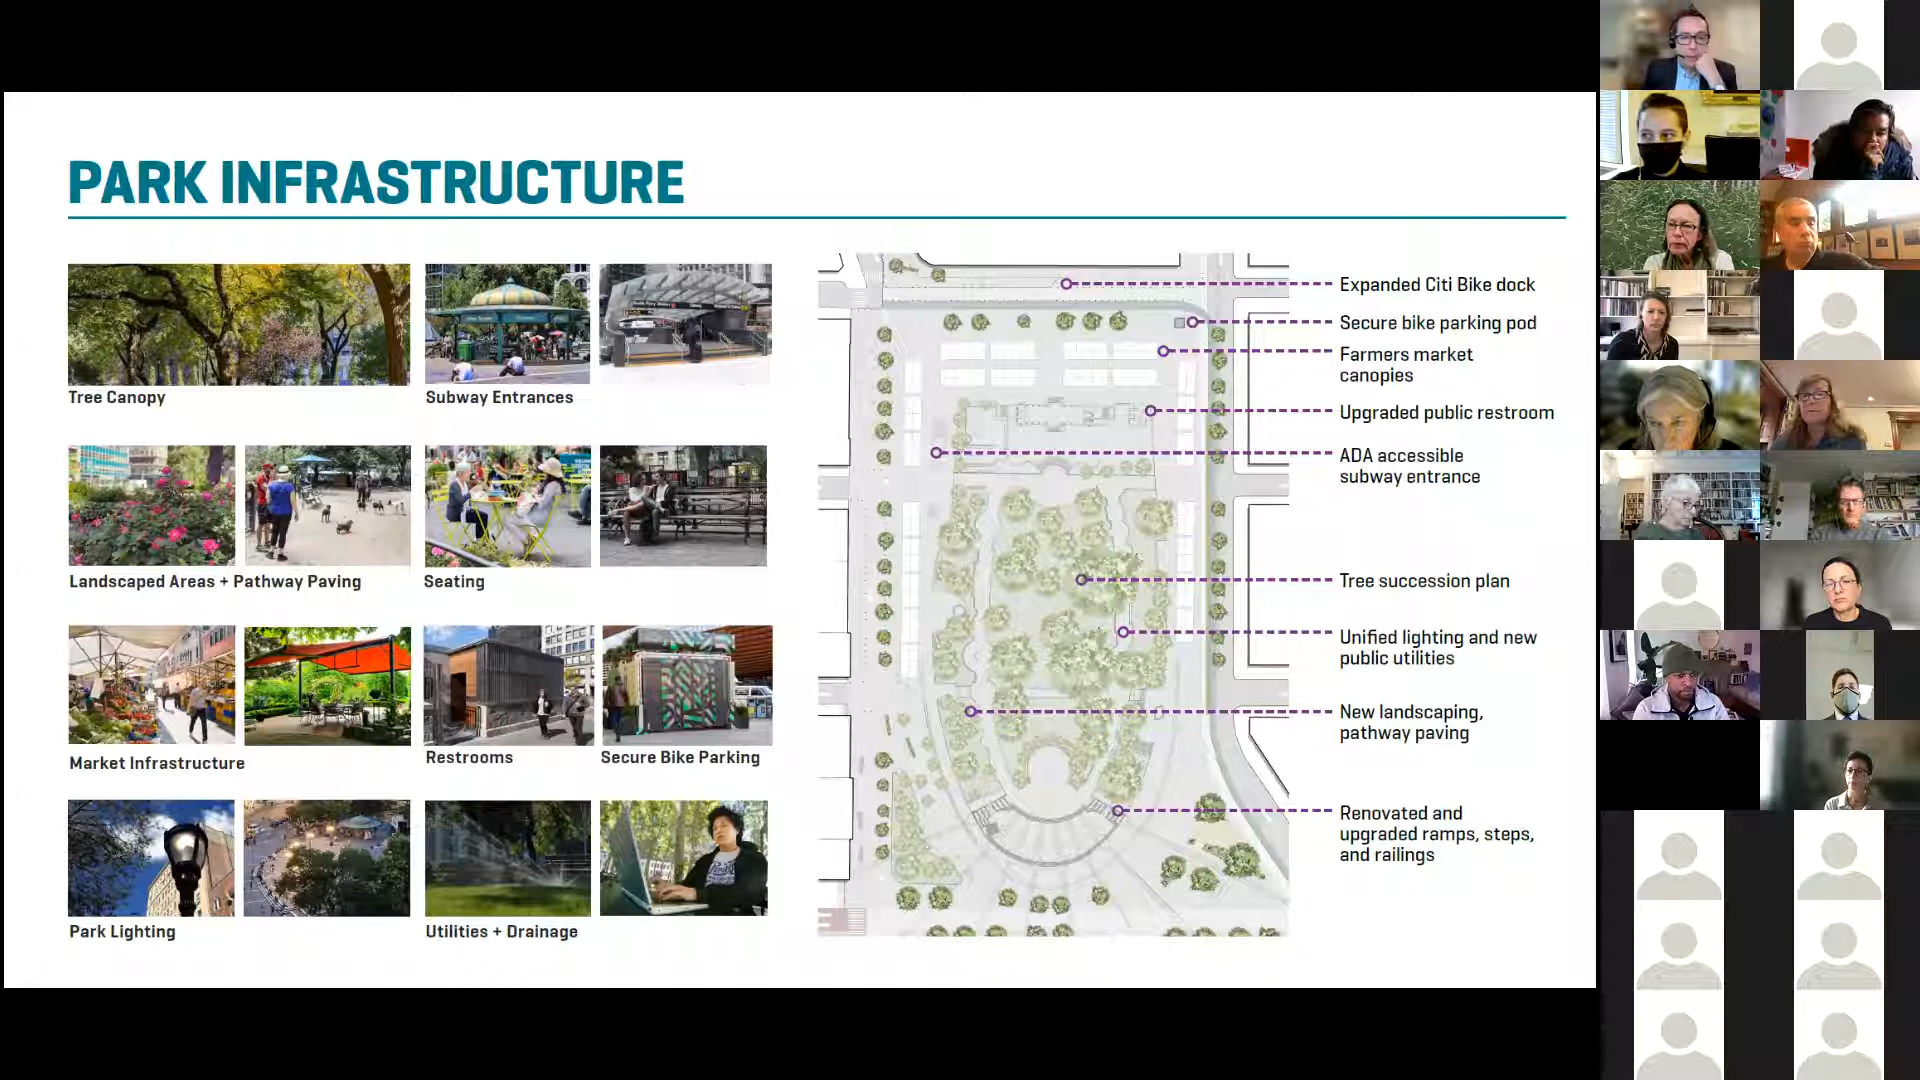 PARK INFRASTRUCTURE
Tree Canopy
Subway Entrances
Landscaped Areas + Pathway Paving
Seating
Market Infrastructure
Restrooms
Secure Bike Parking
Park Lighting
Utilities + Drainage
Expanded Citi Bike dock
Secure bike parking pod
Farmers market
canopies
Upgraded public restroom
ADA accessible
subway entrance
Tree succession plan
Unified lighting and new
public utilities
New landscaping,
pathway paving
Renovated and
upgraded ramps, steps,
and railings